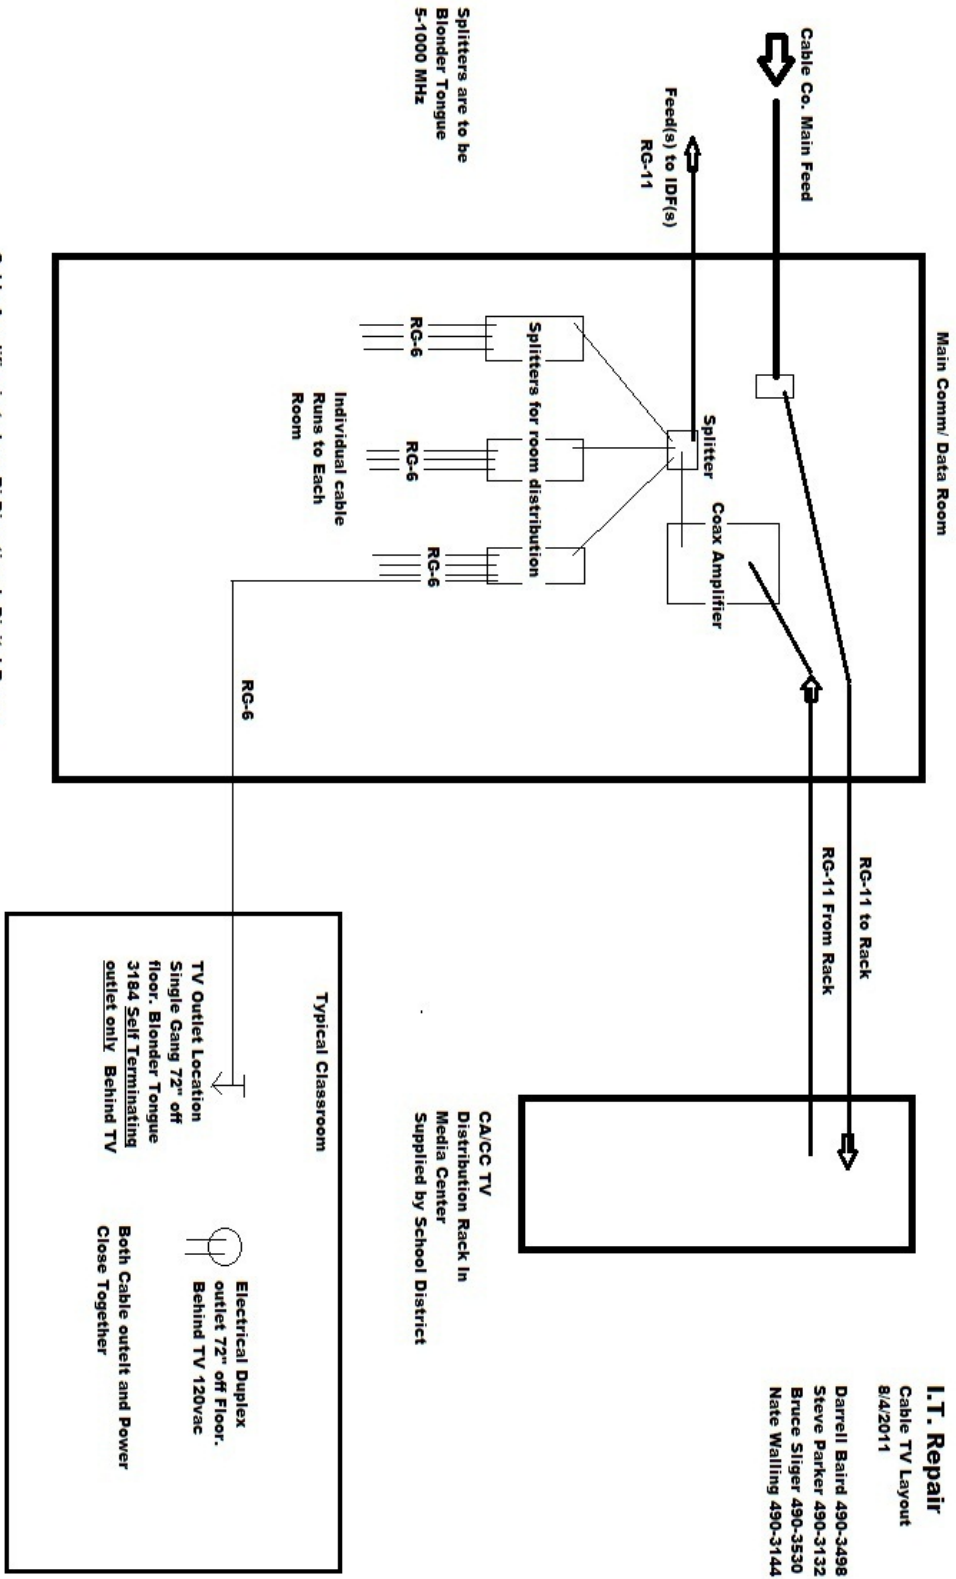 I.T. Repair
Cable TV Layout
8/4/2011
Darrell Baird 490-3498
Steve Parker 490-3132
Bruce Sliger 490-3530
Nate Walling 490-3144
Cable Co. Main Feed
Main Comm/ Data Room
Feed(s) to IDF(s)
RG-11
Splitter
Coax Amplifier
RG-11 to Rack
RG-11 From Rack
Splitters are to be
Blonder Tongue
5-1000 MHz
Splitters for room distribution
RG-6
RG-6
RG-6
Individual cable
Runs to Each
Room
RG-6
CA/CC TV
Distribution Rack In
Media Center
Supplied by School District
Typical Classroom
TV Outlet Location
Single Gang 72" off
floor. Blonder Tongue
3184 Self Terminating
outlet only Behind TV
Electrical Duplex
outlet 72" off Floor.
Behind TV 120vac
Both Cable outelt and Power
Close Together